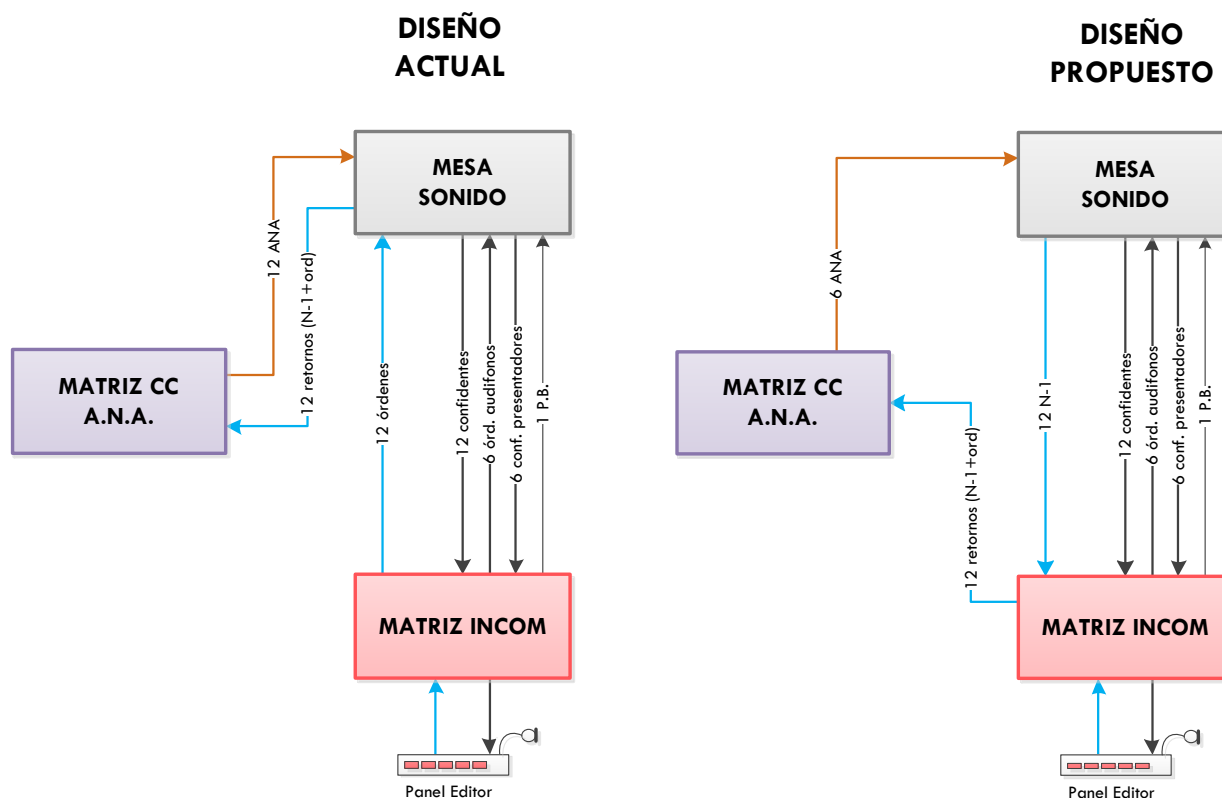 DISEÑO
ACTUAL
MESA
SONIDO
12 ANA
12 retornos (N-1+ord)
MATRIZ CC
A.N.A.
12 órdenes
12 confidentes
6 órd. audífonos
6 conf. presentadores
1 P.B.
MATRIZ INCOM
Panel Editor
DISEÑO
PROPUESTO
MESA
SONIDO
6 ANA
MATRIZ CC
A.N.A.
12 retornos (N-1+ord)
12 N-1
12 confidentes
6 órd. audífonos
6 conf. presentadores
1 P.B.
MATRIZ INCOM
Panel Editor